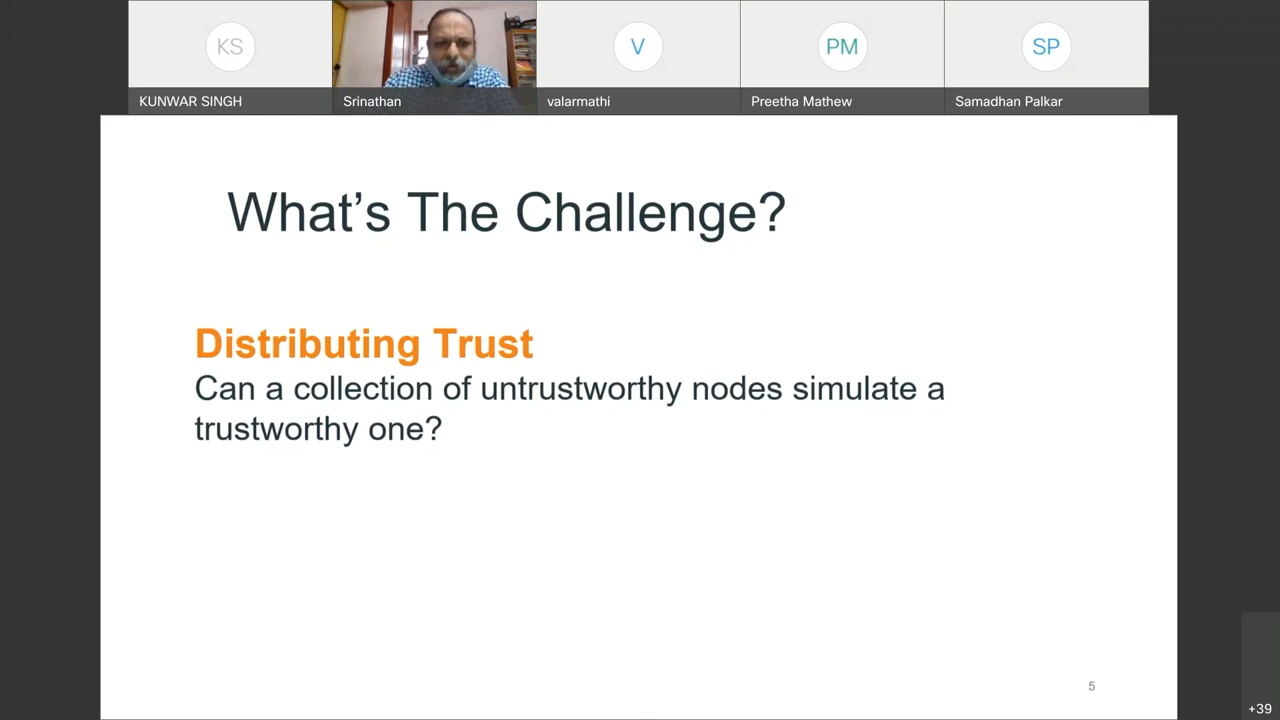 KS
V
PM
SP
KUNWAR SINGH
Srinathan
valarmathi
Preetha Mathew
Samadhan Palkar
What's The Challenge?
Distributing Trust
Can a collection of untrustworthy nodes simulate a
trustworthy one?
5
+39